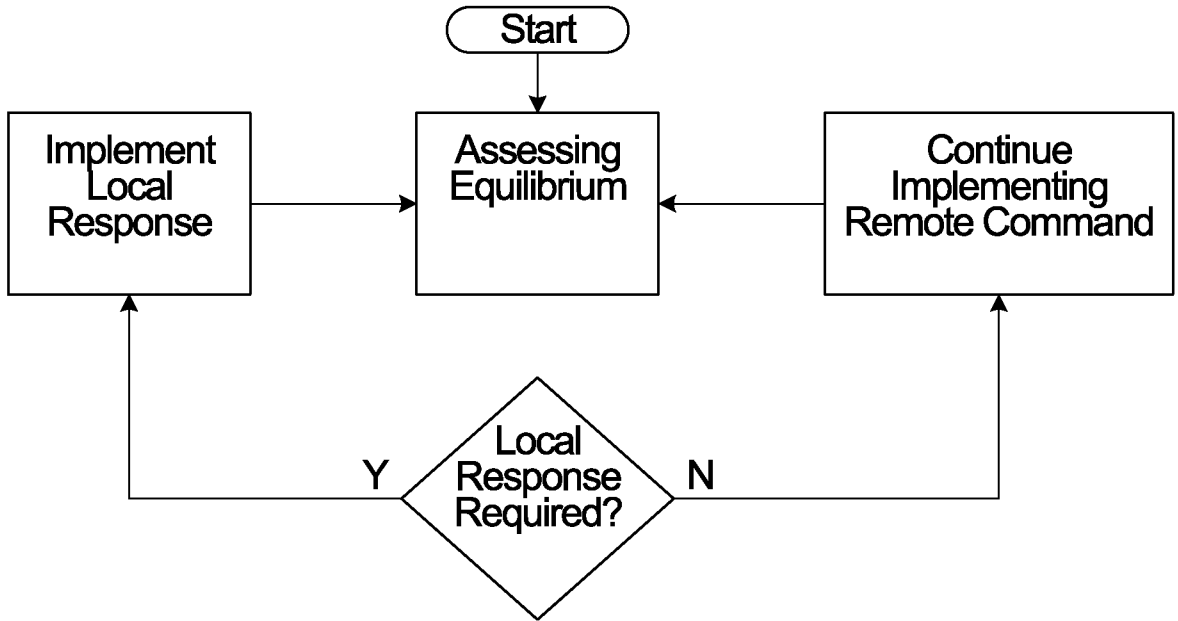 Start
Implement
Local
Response
Assessing
Equilibrium
Continue
Implementing
Remote Command
Local
Response
Required?
Y
N